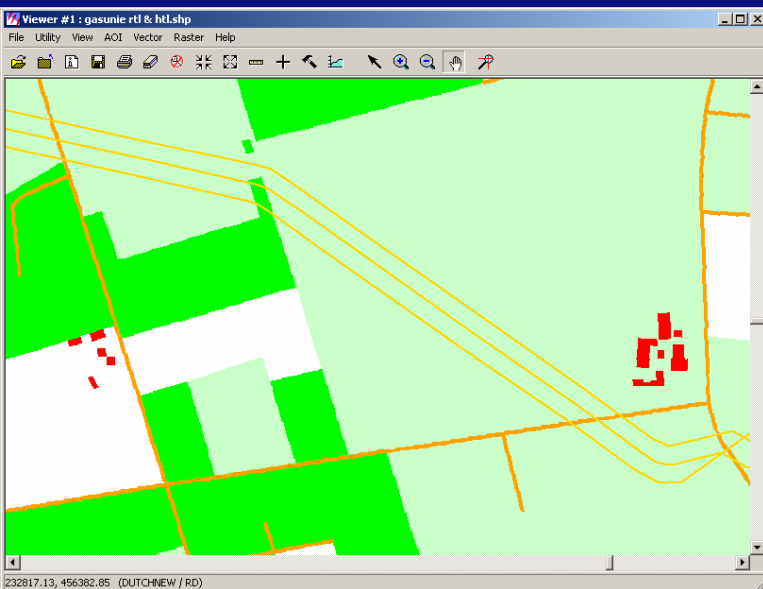 Viewer #1 : gasunie rtl & htl.shp
File Utility View AOI Vector Raster Help
232817.13, 456382.85 (DUTCHNEW / RD)